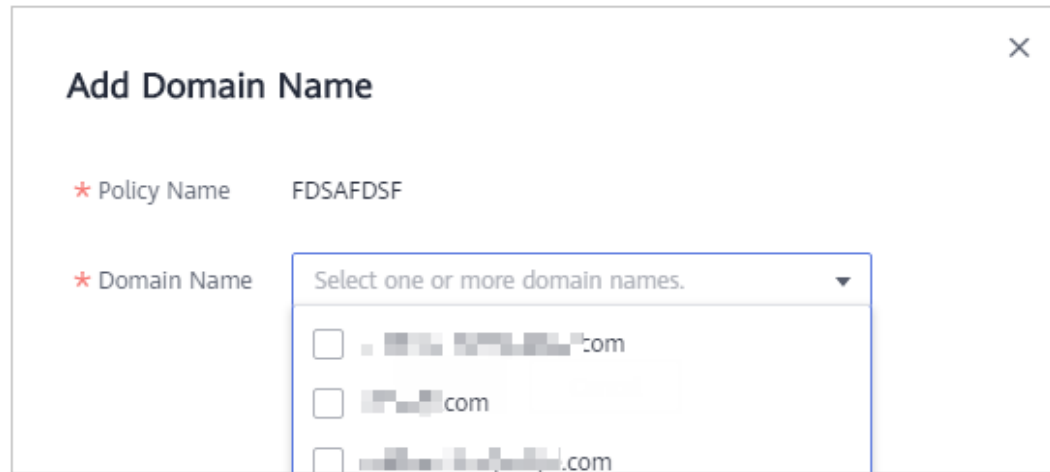 Add Domain Name
* Policy Name FDSAFDSF
* Domain Name Select one or more domain names.
.com
.com
.com